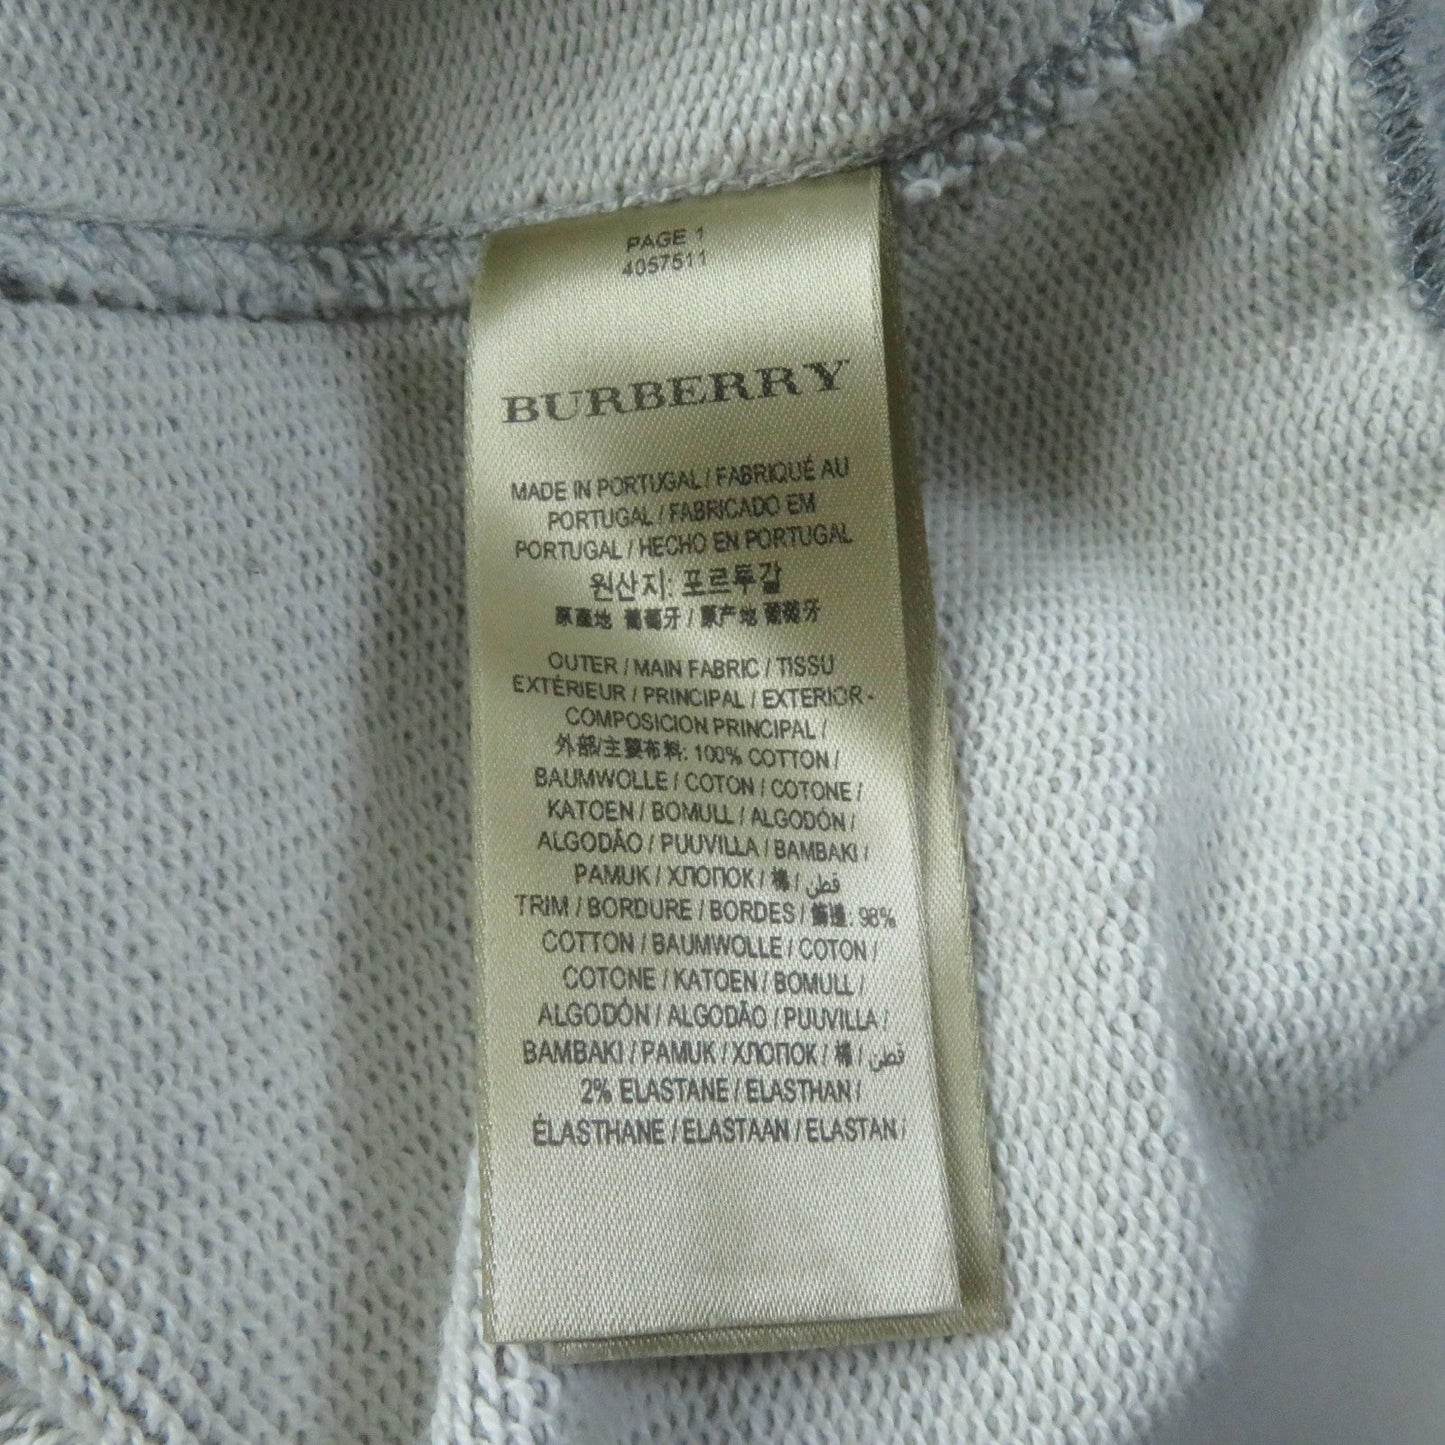 PAGE 1
4057511
BURBERRY
MADE IN PORTUGAL / FABRIQUÉ AU
PORTUGAL / FABRICADO EM
PORTUGAL / HECHO EN PORTUGAL
원산지: 포르투갈
原產地 葡萄牙 / 原产地 葡萄牙
OUTER / MAIN FABRIC / TISSU
EXTÉRIEUR / PRINCIPAL / EXTERIOR -
COMPOSICION PRINCIPAL /
外部/主要布料: 100% COTTON /
BAUMWOLLE / COTON / COTONE /
KATOEN / BOMULL / ALGODÓN /
ALGODÃO / PUUVILLA / BAMBAKI /
PAMUK / ХЛОПОК / 棉 / قطن
TRIM / BORDURE / BORDES / 飾邊: 98%
COTTON / BAUMWOLLE / COTON /
COTONE / KATOEN / BOMULL /
ALGODÓN / ALGODÃO / PUUVILLA /
BAMBAKI / PAMUK / ХЛОПОК / 棉 / قطن
2% ELASTANE / ELASTHAN /
ÉLASTHANE / ELASTAAN / ELASTAN /